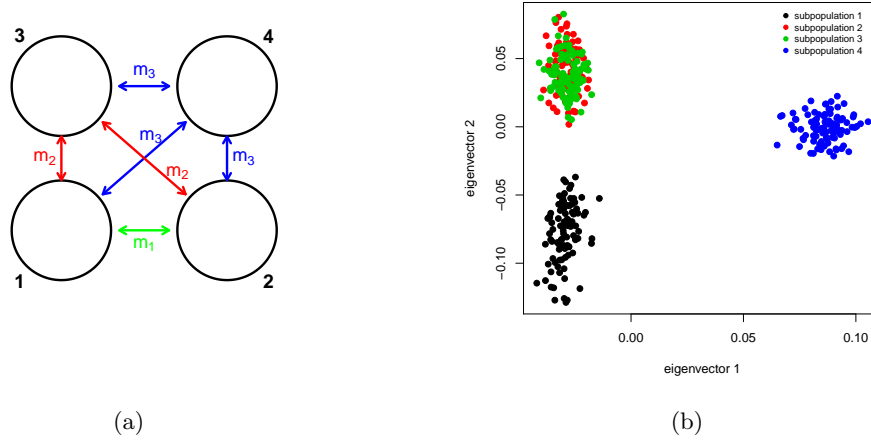 3
4
m3
m3
m2
m3
m2
m1
1
2
(a)
subpopulation 1
subpopulation 2
subpopulation 3
subpopulation 4
eigenvector 2
0.05
0.00
−0.05
−0.10
0.00
0.05
0.10
eigenvector 1
(b)